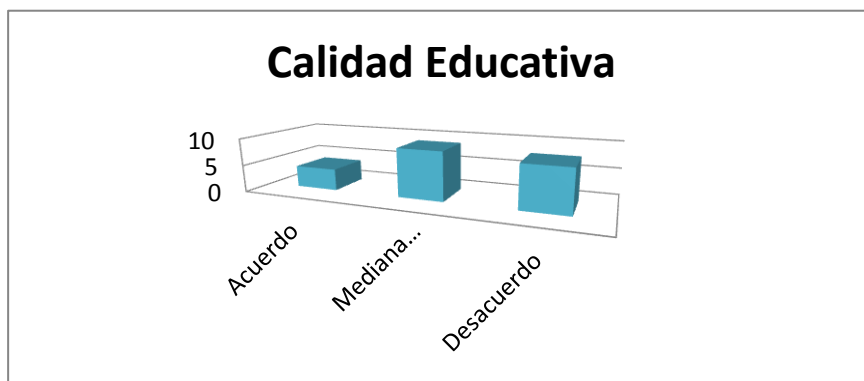 Calidad Educativa
10
5
0
Acuerdo
Mediana...
Desacuerdo